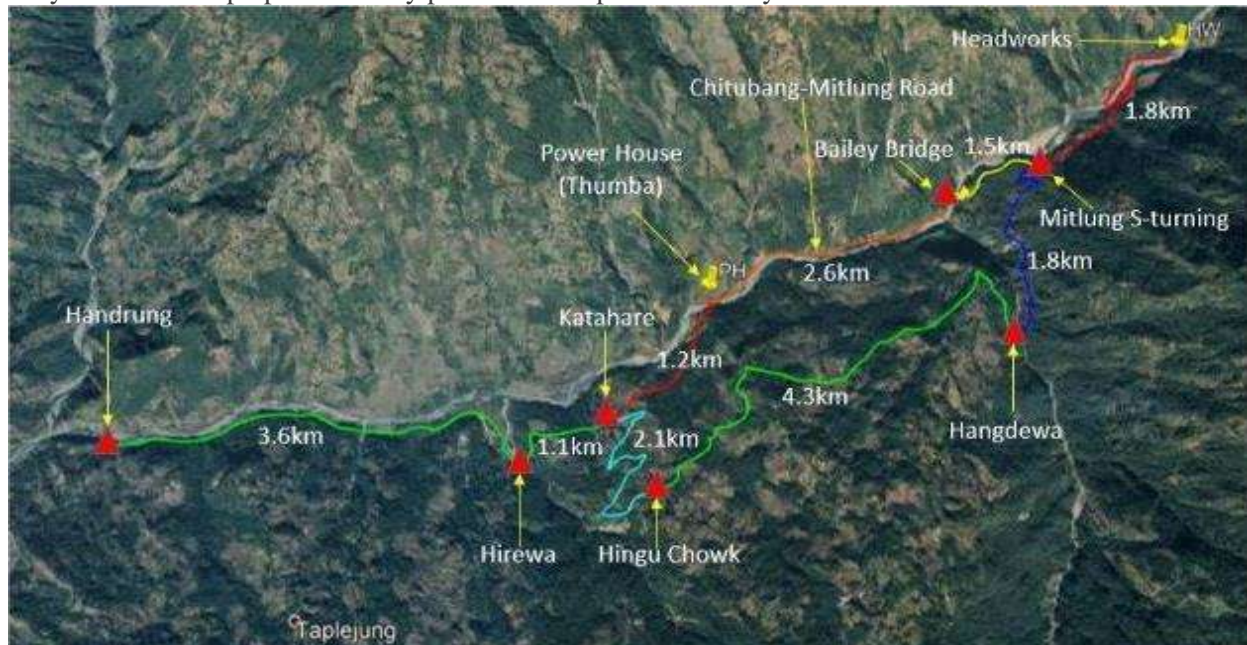 HW
Headworks
Chitubang-Mitlung Road
1.8km
Power House
(Thumba)
Bailey Bridge
1.5km
Mitlung S-turning
PH
2.6km
1.8km
Handrung
Katahare
1.2km
4.3km
3.6km
1.1km
2.1km
Hangdewa
Hirewa
Hingu Chowk
Taplejung